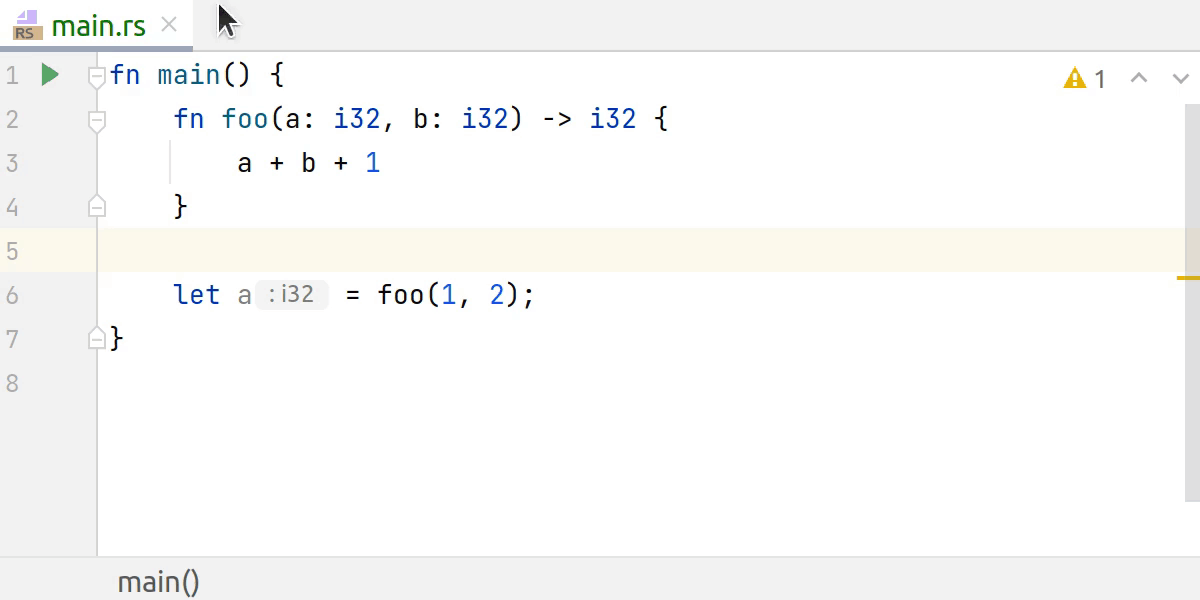 RS main.rs
1 fn main() {
2 fn foo(a: i32, b: i32) -> i32 {
3 a + b + 1
4 }
5
6 let a : i32 = foo(1, 2);
7 }
8
1
main()